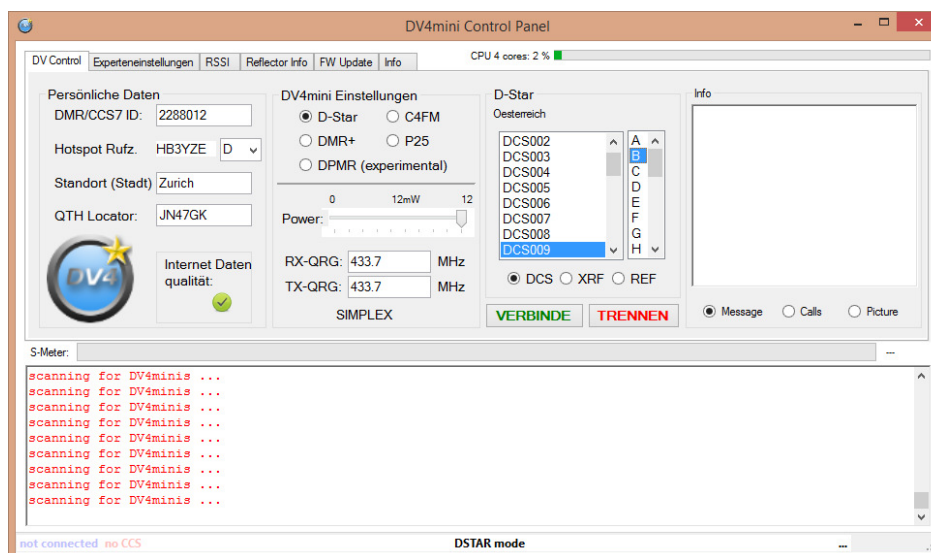 DV4mini Control Panel
DV Control Experteneinstellungen RSSI Reflector Info FW Update Info
CPU 4 cores: 2 %
Persönliche Daten
DMR/CCS7 ID: 2288012
Hotspot Rufz. HB3YZE D
Standort (Stadt) Zurich
QTH Locator: JN47GK
DV4
Internet Daten
qualität:
DV4mini Einstellungen
D-Star C4FM
DMR+ P25
DPMR (experimental)
0 12mW 12
Power:
RX-QRG: 433.7 MHz
TX-QRG: 433.7 MHz
SIMPLEX
D-Star
Oesterreich
DCS002 A
DCS003 B
DCS004 C
DCS005 D
DCS006 E
DCS007 F
DCS008 G
DCS009 H
DCS XRF REF
VERBINDE TRENNEN
Info
Message Calls Picture
S-Meter: ---
scanning for DV4minis ...
scanning for DV4minis ...
scanning for DV4minis ...
scanning for DV4minis ...
scanning for DV4minis ...
scanning for DV4minis ...
scanning for DV4minis ...
scanning for DV4minis ...
scanning for DV4minis ...
not connected no CCS DSTAR mode ...